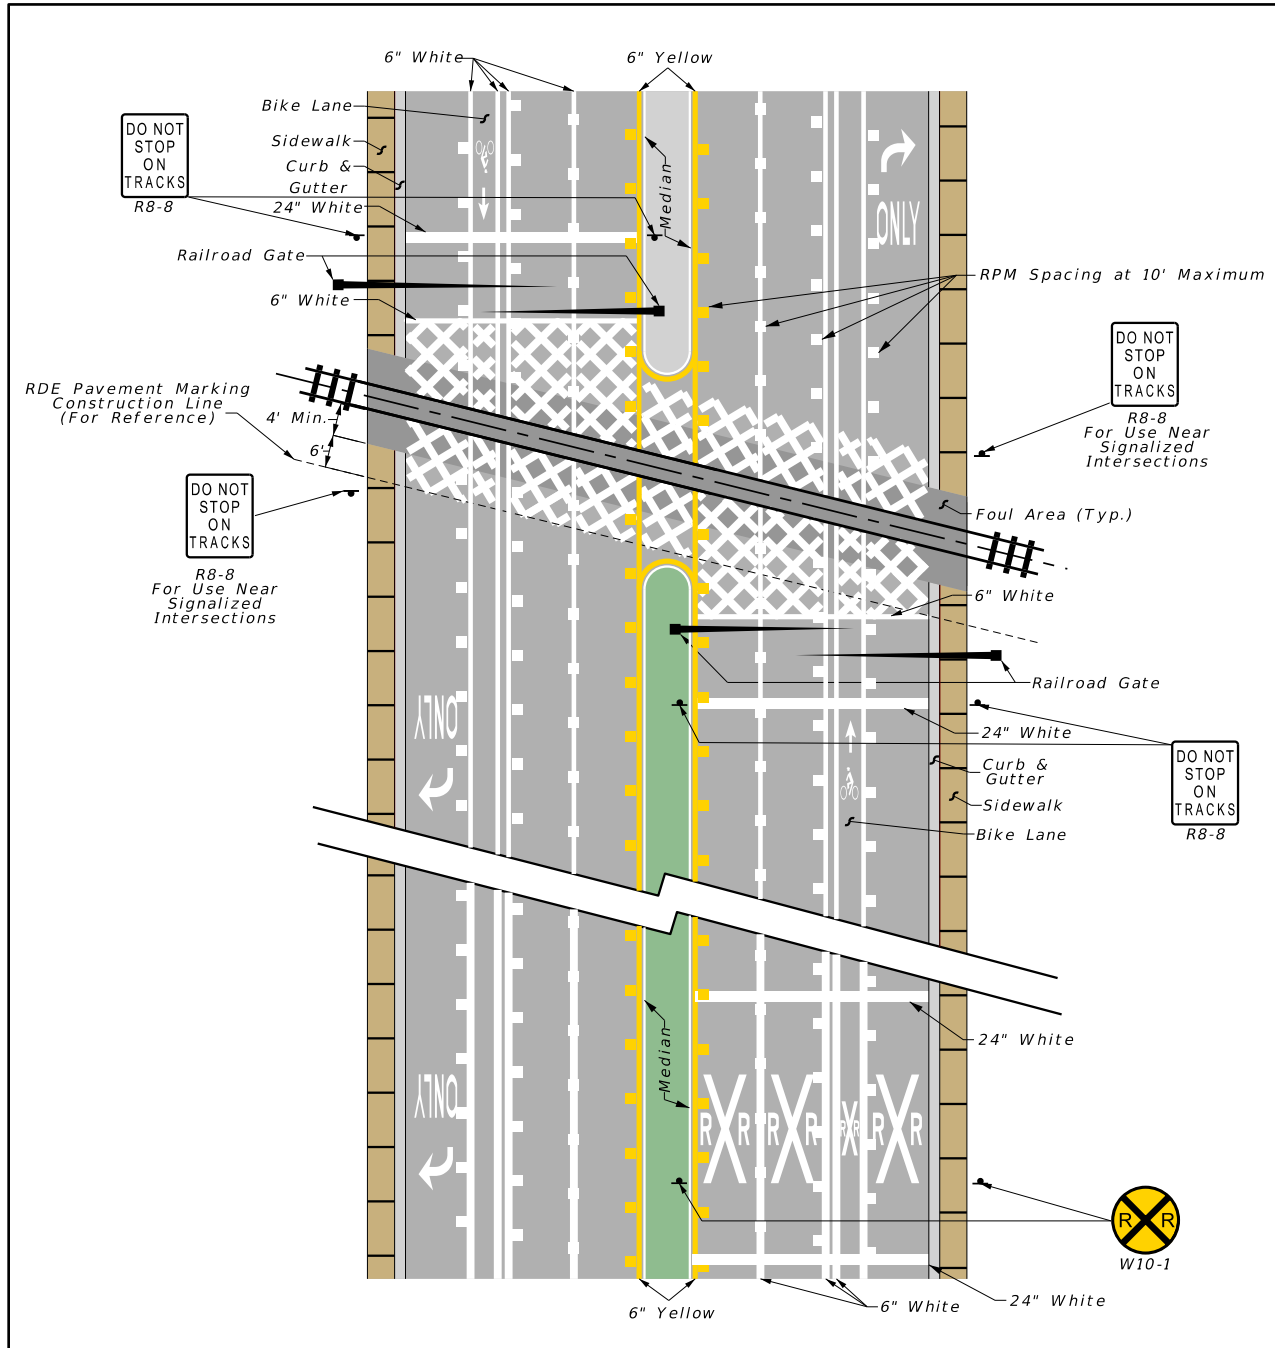 6" White
6" Yellow
Bike Lane
DO NOT
STOP
ON
TRACKS
R8-8
Sidewalk
Curb &
Gutter
24" White
Median
ONLY
Railroad Gate
6" White
RPM Spacing at 10' Maximum
DO NOT
STOP
ON
TRACKS
R8-8
For Use Near
Signalized
Intersections
RDE Pavement Marking
Construction Line
(For Reference)
4' Min.
6'
DO NOT
STOP
ON
TRACKS
R8-8
For Use Near
Signalized
Intersections
Foul Area (Typ.)
6" White
Railroad Gate
ONLY
24" White
DO NOT
STOP
ON
TRACKS
R8-8
Curb &
Gutter
Sidewalk
Bike Lane
24" White
Median
ONLY
R R
R R
R R
R R
R R
W10-1
6" Yellow
6" White
24" White